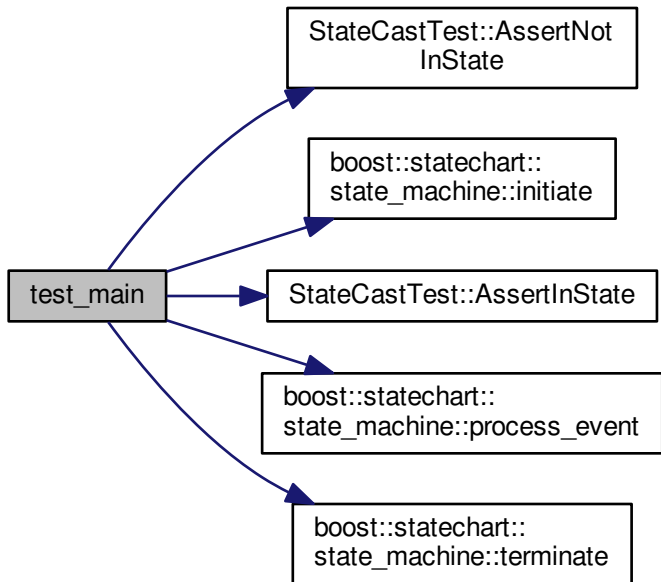 StateCastTest::AssertNot
InState
boost::statechart::
state_machine::initiate
test_main
StateCastTest::AssertInState
boost::statechart::
state_machine::process_event
boost::statechart::
state_machine::terminate